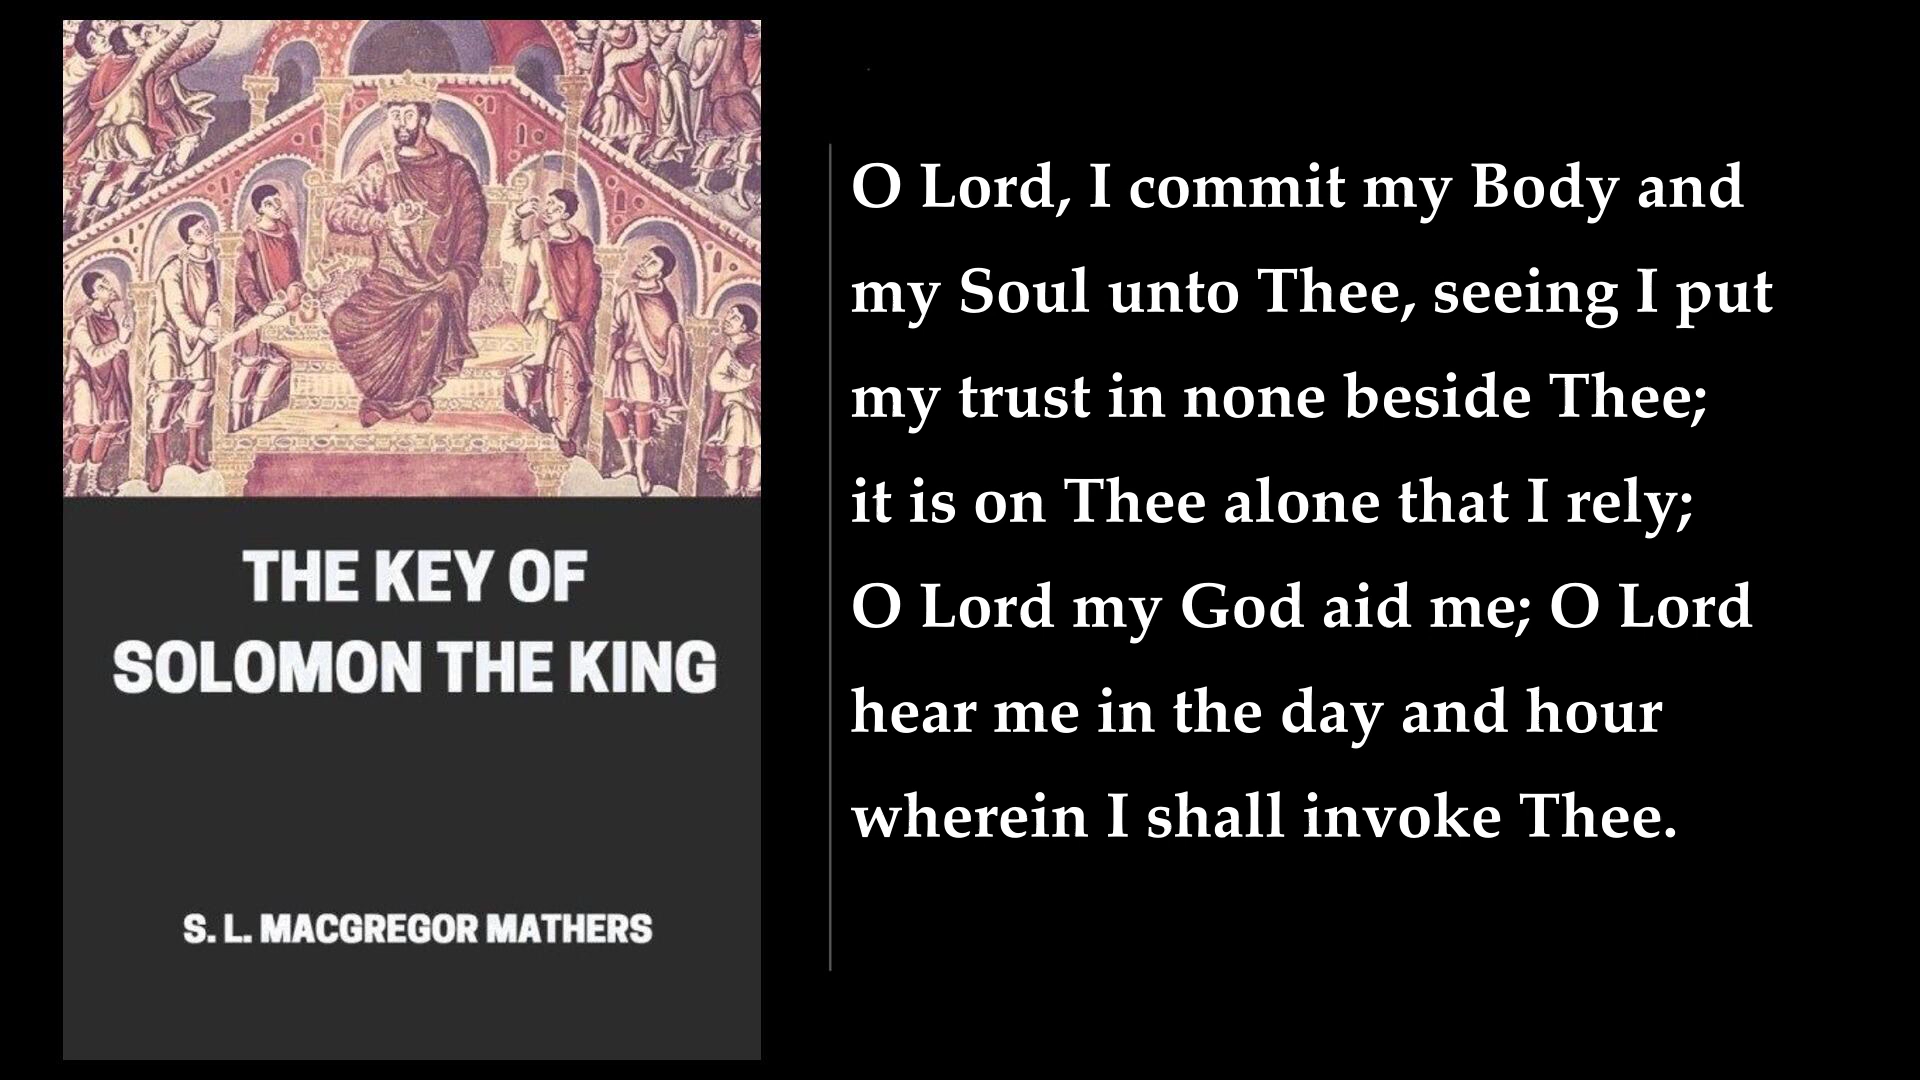 THE KEY OF
SOLOMON THE KING
S. L. MACGREGOR MATHERS
O Lord, I commit my Body and
my Soul unto Thee, seeing I put
my trust in none beside Thee;
it is on Thee alone that I rely;
O Lord my God aid me; O Lord
hear me in the day and hour
wherein I shall invoke Thee.